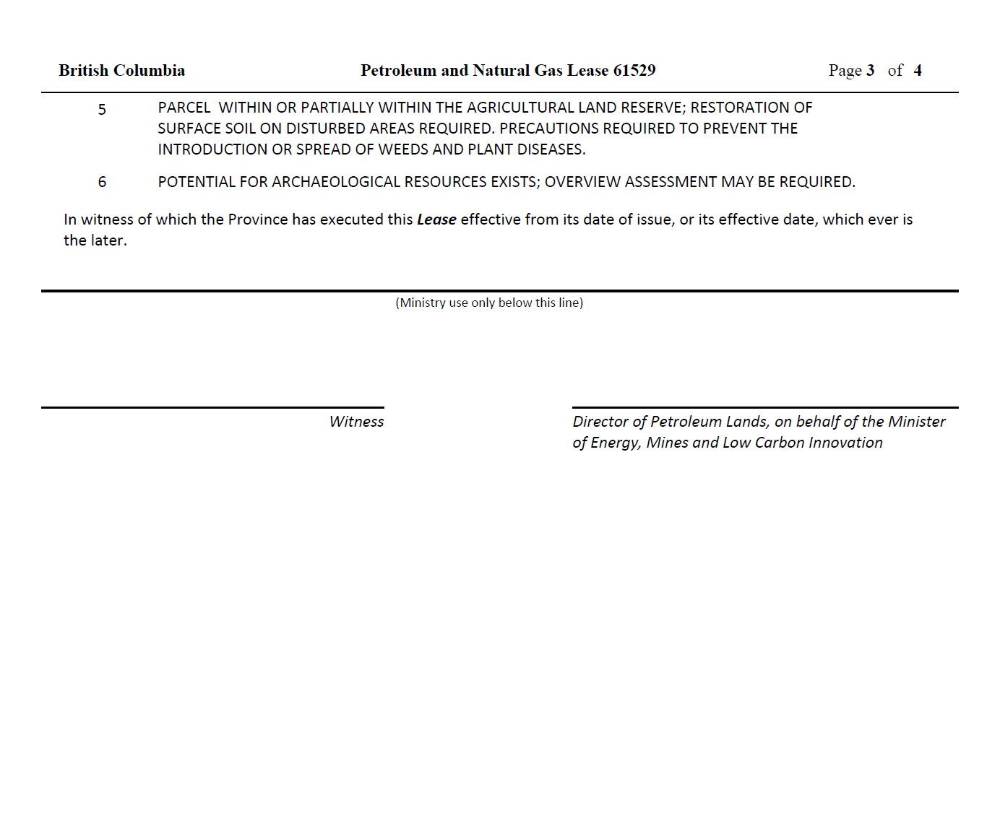 British Columbia Petroleum and Natural Gas Lease 61529 Page 3 of 4
5 PARCEL WITHIN OR PARTIALLY WITHIN THE AGRICULTURAL LAND RESERVE; RESTORATION OF
SURFACE SOIL ON DISTURBED AREAS REQUIRED. PRECAUTIONS REQUIRED TO PREVENT THE
INTRODUCTION OR SPREAD OF WEEDS AND PLANT DISEASES.
6 POTENTIAL FOR ARCHAEOLOGICAL RESOURCES EXISTS; OVERVIEW ASSESSMENT MAY BE REQUIRED.
In witness of which the Province has executed this Lease effective from its date of issue, or its effective date, which ever is
the later.
(Ministry use only below this line)
Witness
Director of Petroleum Lands, on behalf of the Minister
of Energy, Mines and Low Carbon Innovation